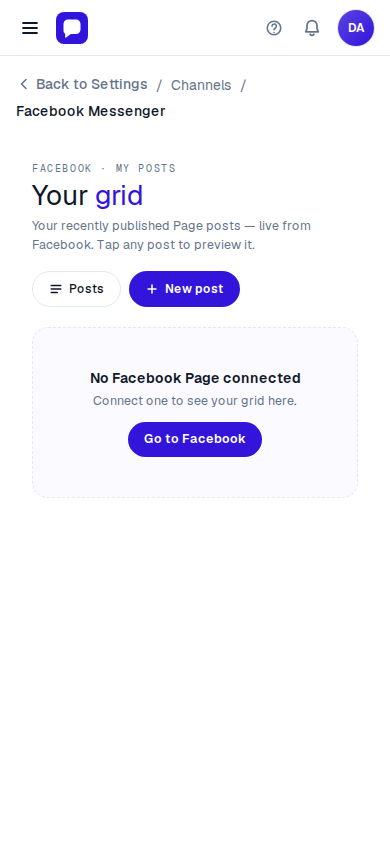 DA
Back to Settings / Channels /
Facebook Messenger
FACEBOOK · MY POSTS
Your grid
Your recently published Page posts — live from
Facebook. Tap any post to preview it.
Posts
New post
No Facebook Page connected
Connect one to see your grid here.
Go to Facebook